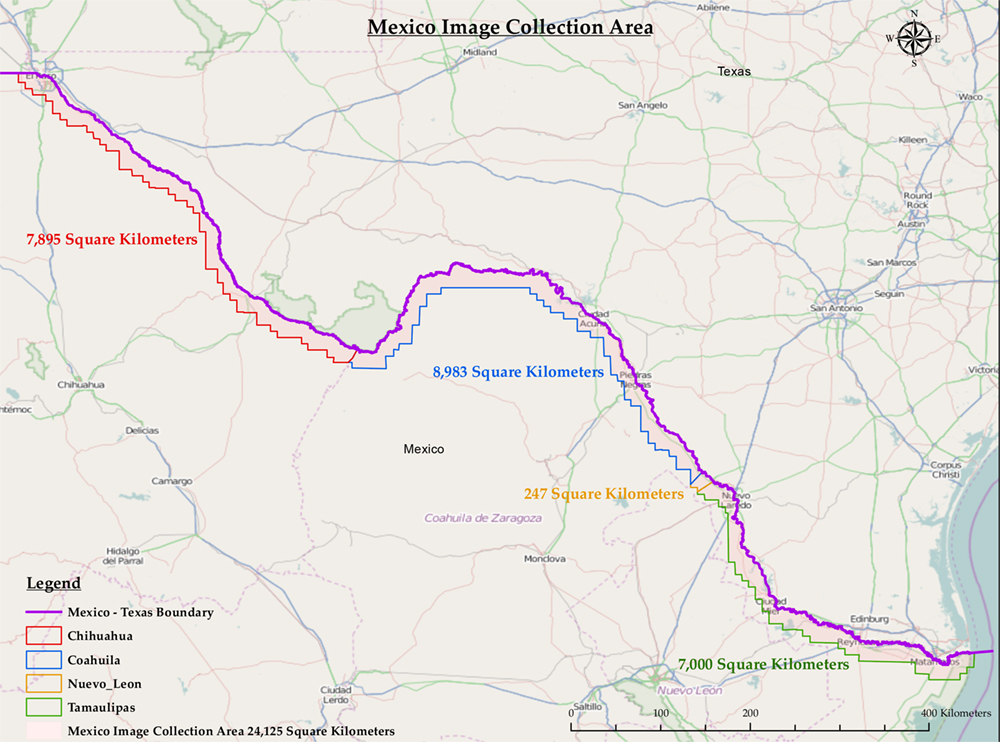 Mexico Image Collection Area
Abilene
N
W E
S
Midland
Texas
El Paso
Waco
San Angelo
Killeen
Round
Rock
Austin
7,895 Square Kilometers
San Marcos
Seguin
San Antonio
Ciudad
Acuña
8,983 Square Kilometers
Victoria
Piedras
Negras
Chihuahua
Delicias
Mexico
Corpus
Christi
Camargo
247 Square Kilometers
Nuevo
Laredo
Coahuila de Zaragoza
Hidalgo
del Parral
Monclova
Legend
Mexico - Texas Boundary
Chihuahua
Coahuila
Nuevo_Leon
Tamaulipas
Mexico Image Collection Area 24,125 Square Kilometers
Ciudad
Mier
Edinburg
Reynosa
Matamoros
7,000 Square Kilometers
Ciudad
Lerdo
Nuevo León
Saltillo
0 100 200 400 Kilometers